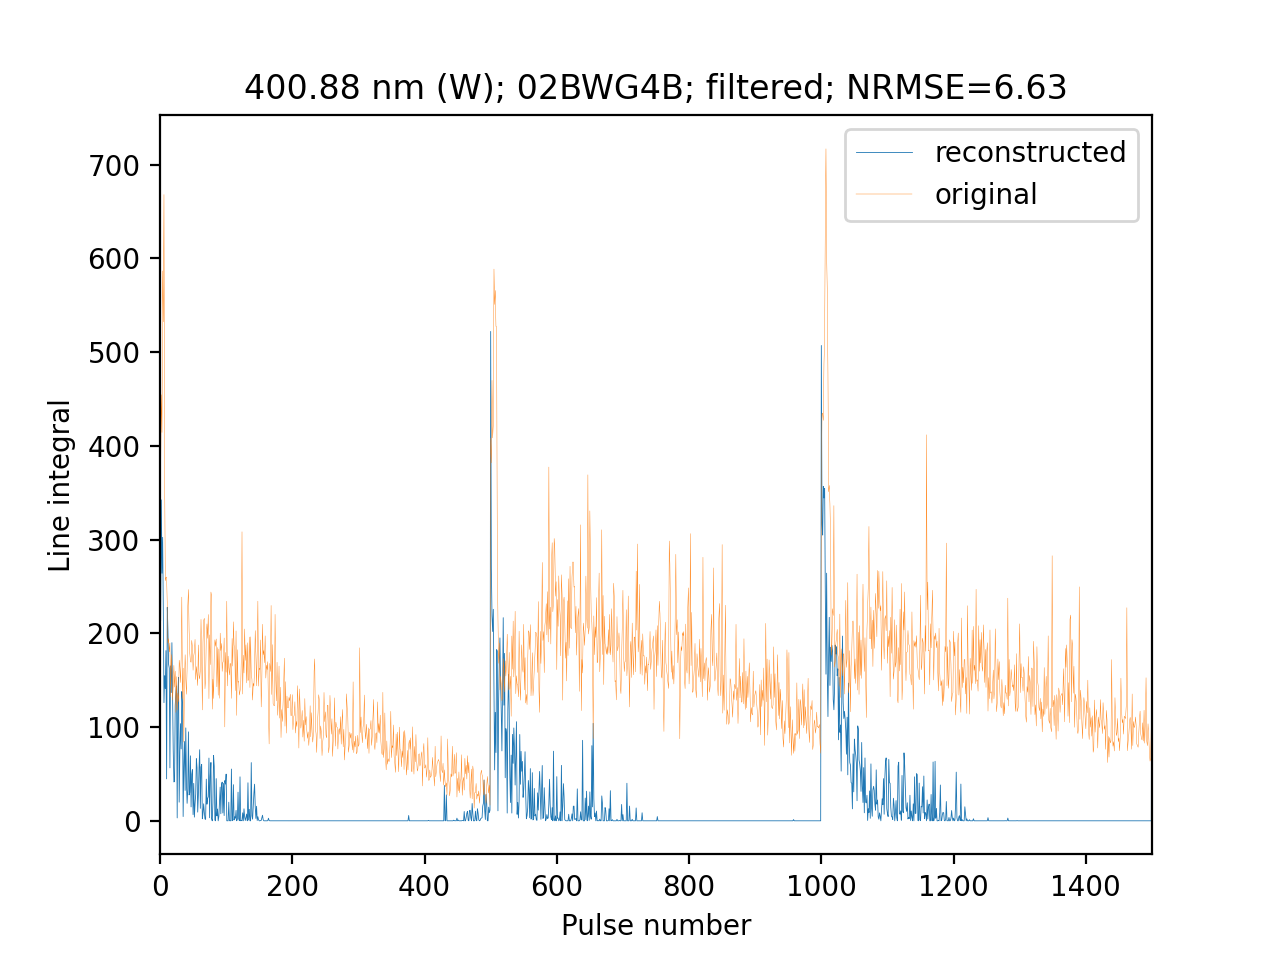 400.88 nm (W); 02BWG4B; filtered; NRMSE=6.63
reconstructed
original
700
600
500
400
300
200
100
0
Line integral
0 200 400 600 800 1000 1200 1400
Pulse number